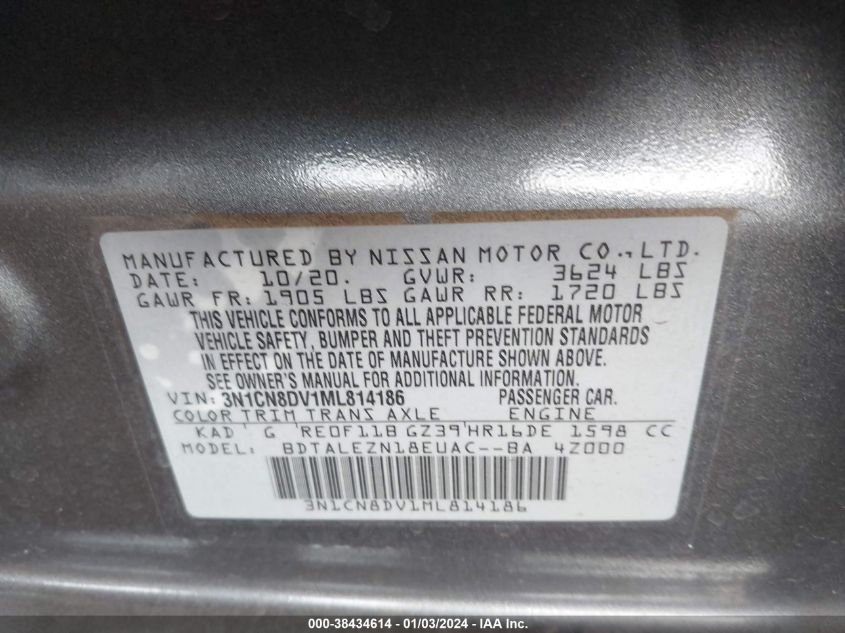 MANUFACTURED BY NISSAN MOTOR CO., LTD.
DATE: 10/20. GVWR: 3624 LBS
GAWR FR: 1905 LBS GAWR RR: 1720 LBS
THIS VEHICLE CONFORMS TO ALL APPLICABLE FEDERAL MOTOR
VEHICLE SAFETY, BUMPER AND THEFT PREVENTION STANDARDS
IN EFFECT ON THE DATE OF MANUFACTURE SHOWN ABOVE.
SEE OWNER'S MANUAL FOR ADDITIONAL INFORMATION.
VIN: 3N1CN8DV1ML814186 PASSENGER CAR.
COLOR TRIM TRANS AXLE ENGINE
KAD G RE0F11B GZ39 HR16DE 1598 CC
MODEL: BDTALEZN18EUAC--BA 4Z000
3N1CN8DV1ML814186
000-38434614 - 01/03/2024 - IAA Inc.